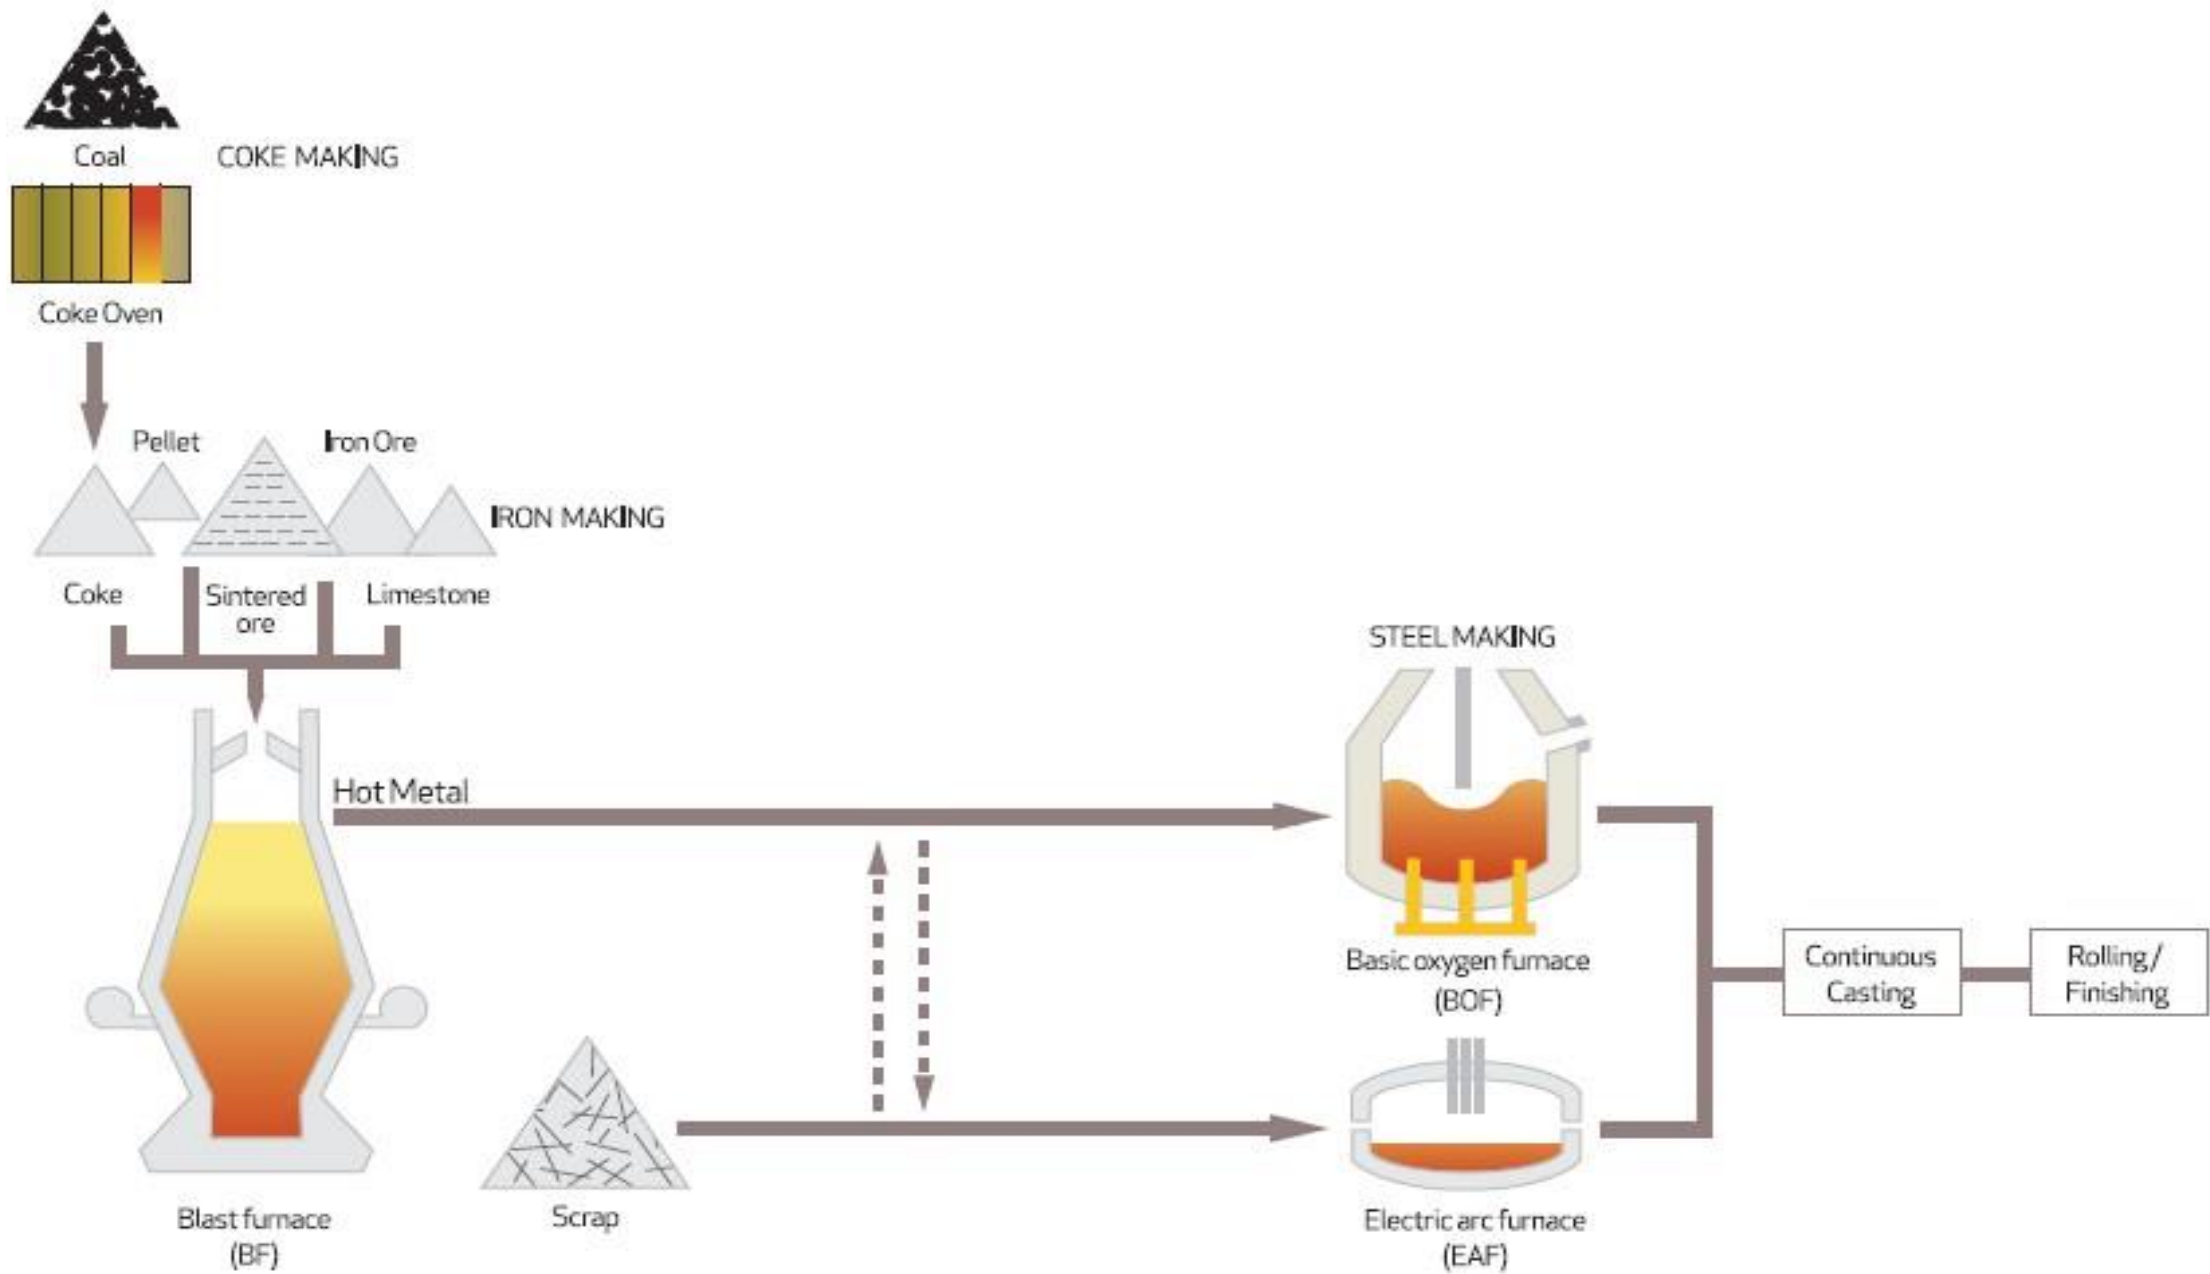 Coal
COKE MAKING
Coke Oven
Pellet
Iron Ore
IRON MAKING
Coke
Sintered
ore
Limestone
STEEL MAKING
Hot Metal
Basic oxygen furnace
(BOF)
Continuous
Casting
Rolling/
Finishing
Blast furnace
(BF)
Scrap
Electric arc furnace
(EAF)